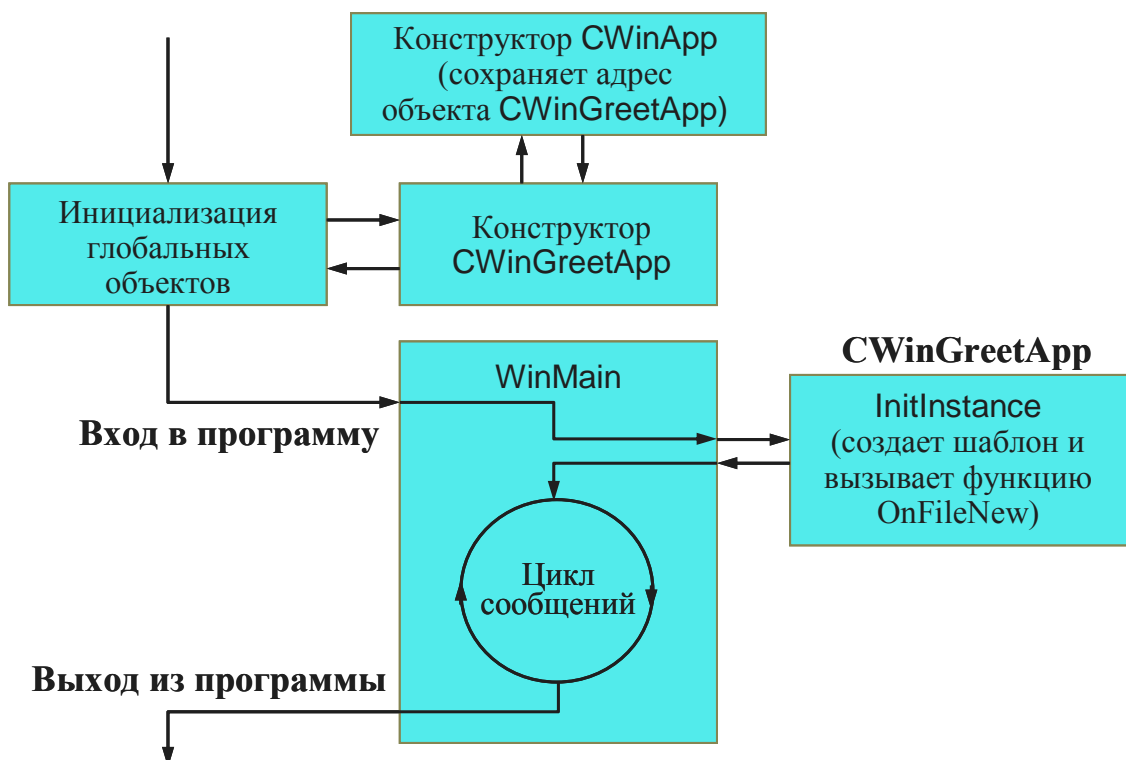 Конструктор CWinApp
(сохраняет адрес
объекта CWinGreetApp)
Инициализация
глобальных
объектов
Конструктор
CWinGreetApp
WinMain
CWinGreetApp
InitInstance
(создает шаблон и
вызывает функцию
OnFileNew)
Вход в программу
Цикл
сообщений
Выход из программы